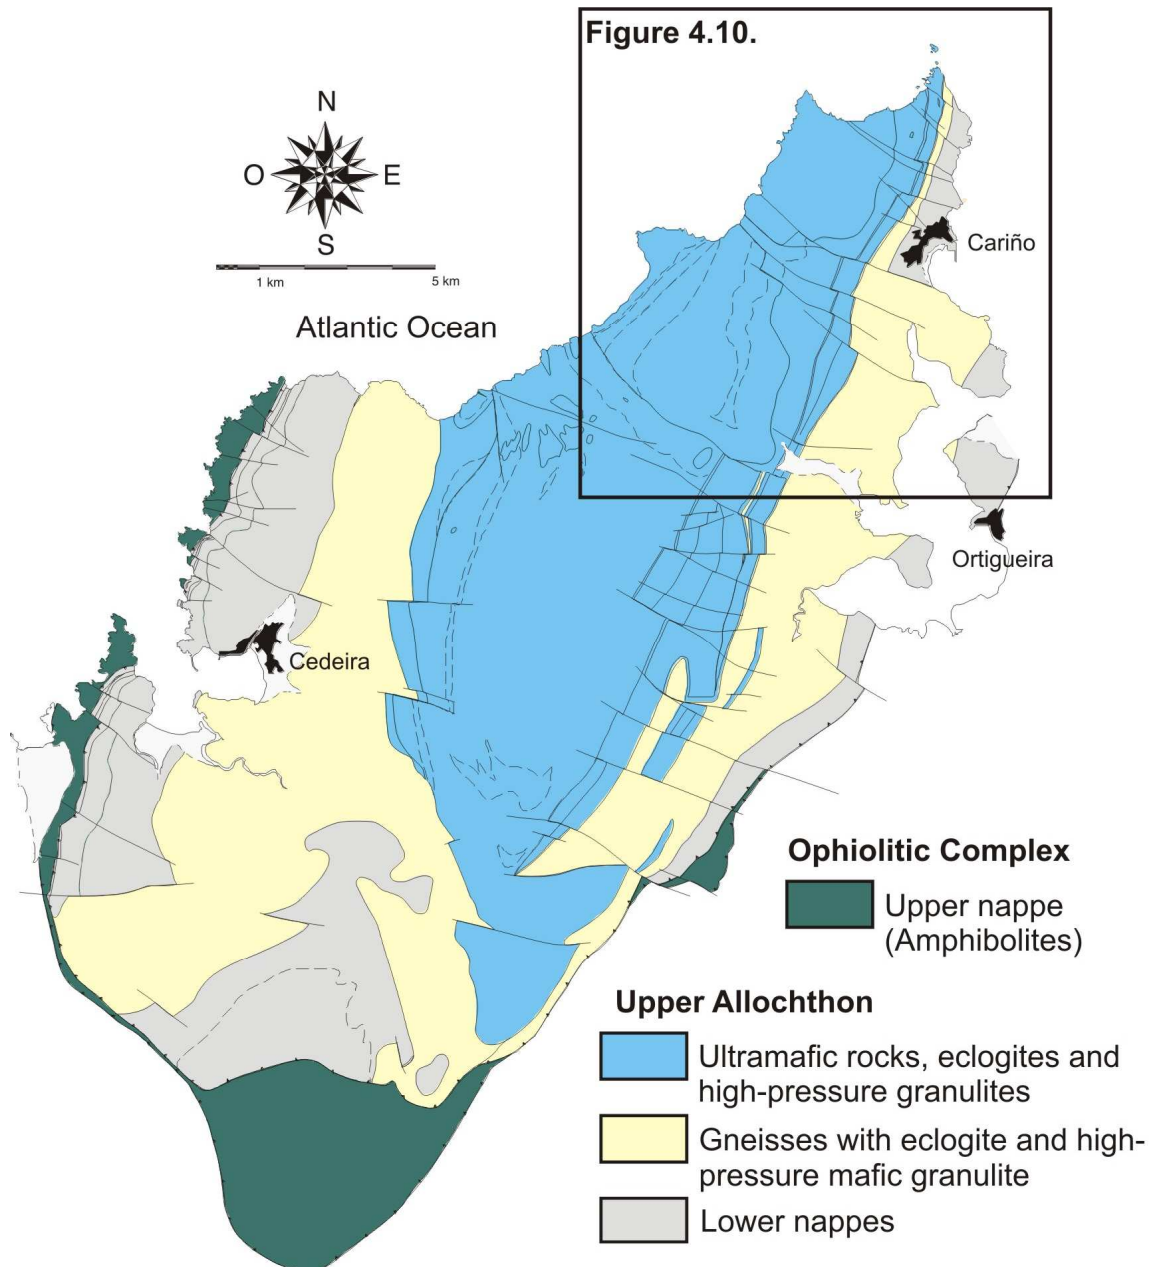 Figure 4.10.
N
O
E
S
1 km
5 km
Cariño
Atlantic Ocean
Ortigueira
Cedeira
Ophiolitic Complex
Upper nappe
(Amphibolites)
Upper Allochthon
Ultramafic rocks, eclogites and
high-pressure granulites
Gneisses with eclogite and high-
pressure mafic granulite
Lower nappes